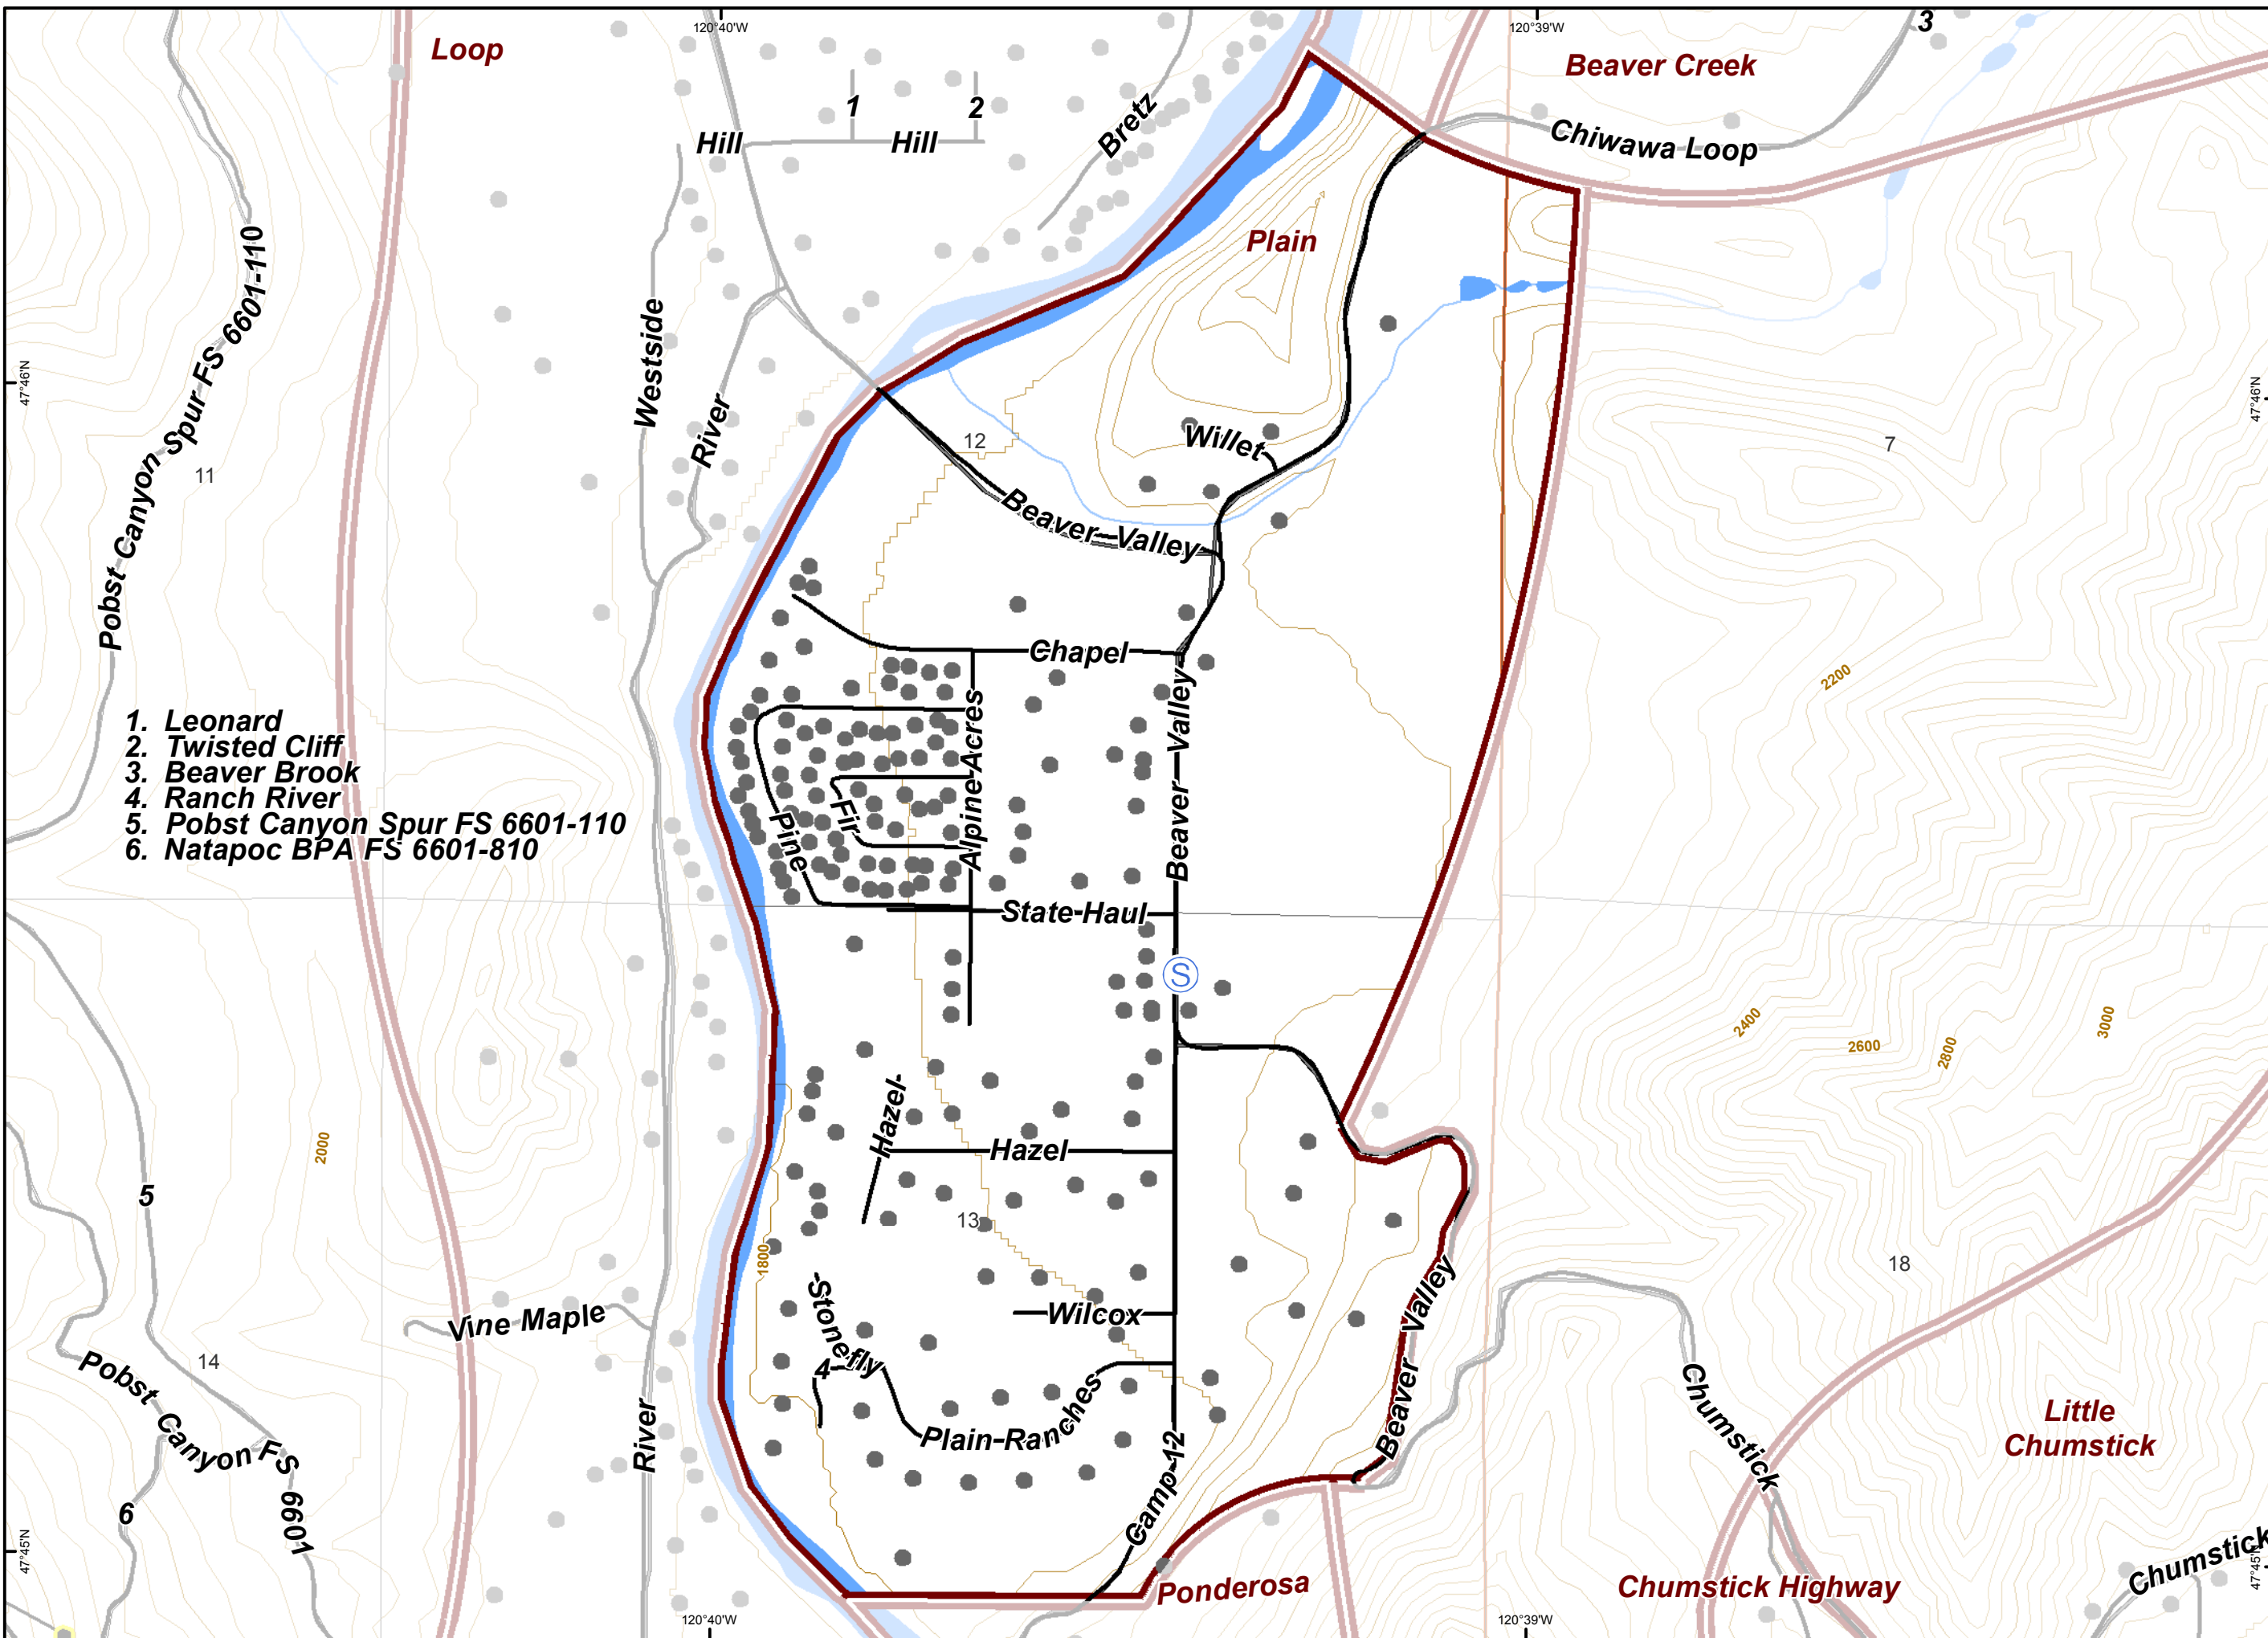 120°40'W
120°39'W
3
Loop
Beaver Creek
1
2
Hill
Hill
Bretz
Chiwawa Loop
Plain
Pobst Canyon Spur FS 6601-110
Westside
River
47°46'N
47°46'N
11
12
7
Willet
Beaver Valley
Chapel
2200
1. Leonard
2. Twisted Cliff
3. Beaver Brook
4. Ranch River
5. Pobst Canyon Spur FS 6601-110
6. Natapoc BPA FS 6601-810
Alpine Acres
Beaver Valley
Pine
Fir
State Haul
S
2400
2600
2800
3000
2000
Hazel
Hazel
5
13
1800
18
Stonefly
Wilcox
Vine Maple
4
14
Beaver Valley
Pobst Canyon FS 6601
River
Plain Ranches
Chumstick
Little
Chumstick
6
Camp 12
47°45'N
47°45'N
Ponderosa
Chumstick Highway
Chumstick
120°40'W
120°39'W